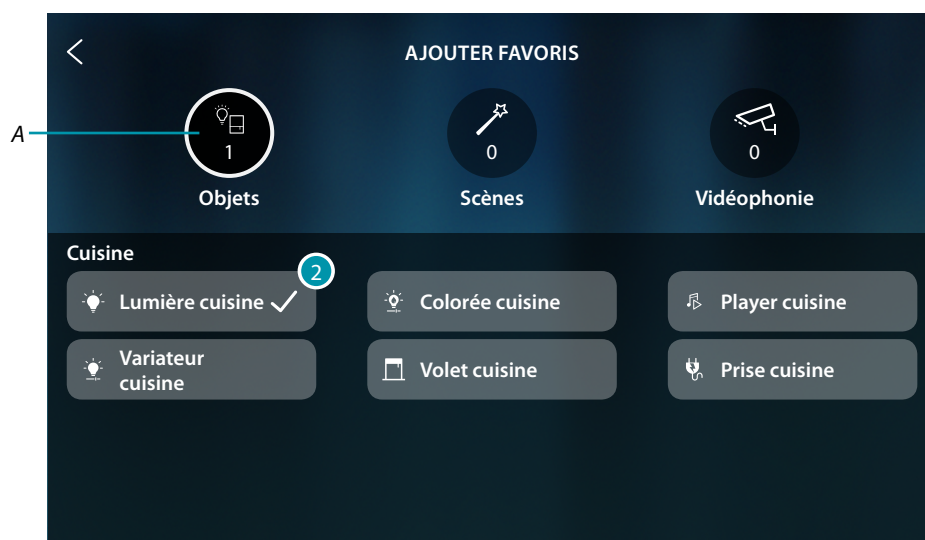 AJOUTER FAVORIS
A
1
0
0
Objets
Scènes
Vidéophonie
Cuisine
2
Lumière cuisine
Colorée cuisine
Player cuisine
Variateur
cuisine
Volet cuisine
Prise cuisine